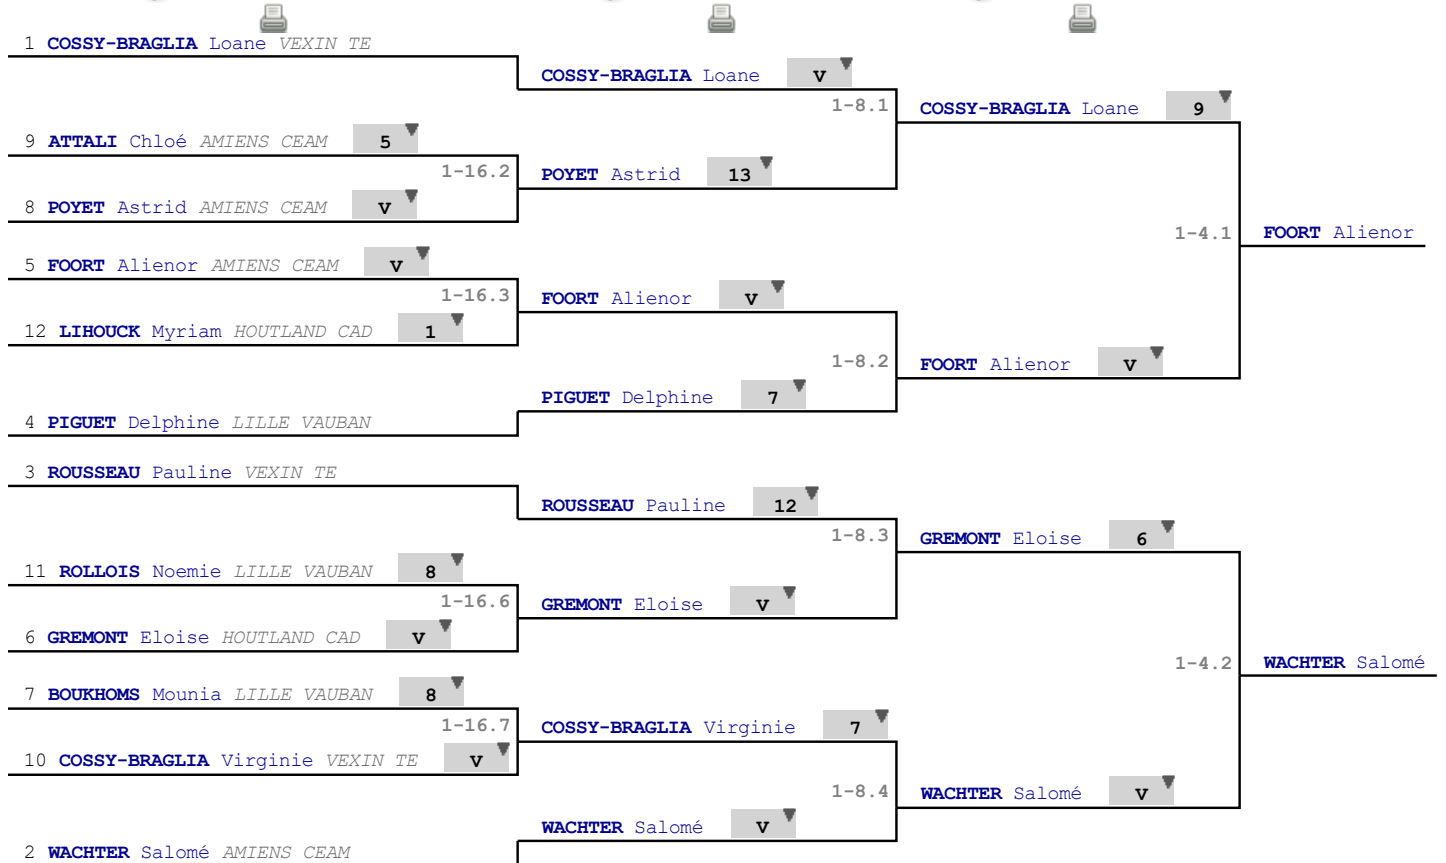 1 COSSY-BRAGLIA Loane VEXIN TE
COSSY-BRAGLIA Loane V
1-8.1
COSSY-BRAGLIA Loane 9
9 ATTALI Chloé AMIENS CEAM 5
1-16.2
POYET Astrid 13
8 POYET Astrid AMIENS CEAM V
1-4.1
FOORT Alienor
5 FOORT Alienor AMIENS CEAM V
1-16.3
FOORT Alienor V
12 LIHOUCK Myriam HOUTLAND CAD 1
1-8.2
FOORT Alienor V
PIGUET Delphine 7
4 PIGUET Delphine LILLE VAUBAN
3 ROUSSEAU Pauline VEXIN TE
ROUSSEAU Pauline 12
1-8.3
GREMONT Eloise 6
11 ROLLOIS Noemie LILLE VAUBAN 8
1-16.6
GREMONT Eloise V
6 GREMONT Eloise HOUTLAND CAD V
1-4.2
WACHTER Salomé
7 BOUKHOMS Mounia LILLE VAUBAN 8
1-16.7
COSSY-BRAGLIA Virginie 7
10 COSSY-BRAGLIA Virginie VEXIN TE V
1-8.4
WACHTER Salomé V
WACHTER Salomé V
2 WACHTER Salomé AMIENS CEAM